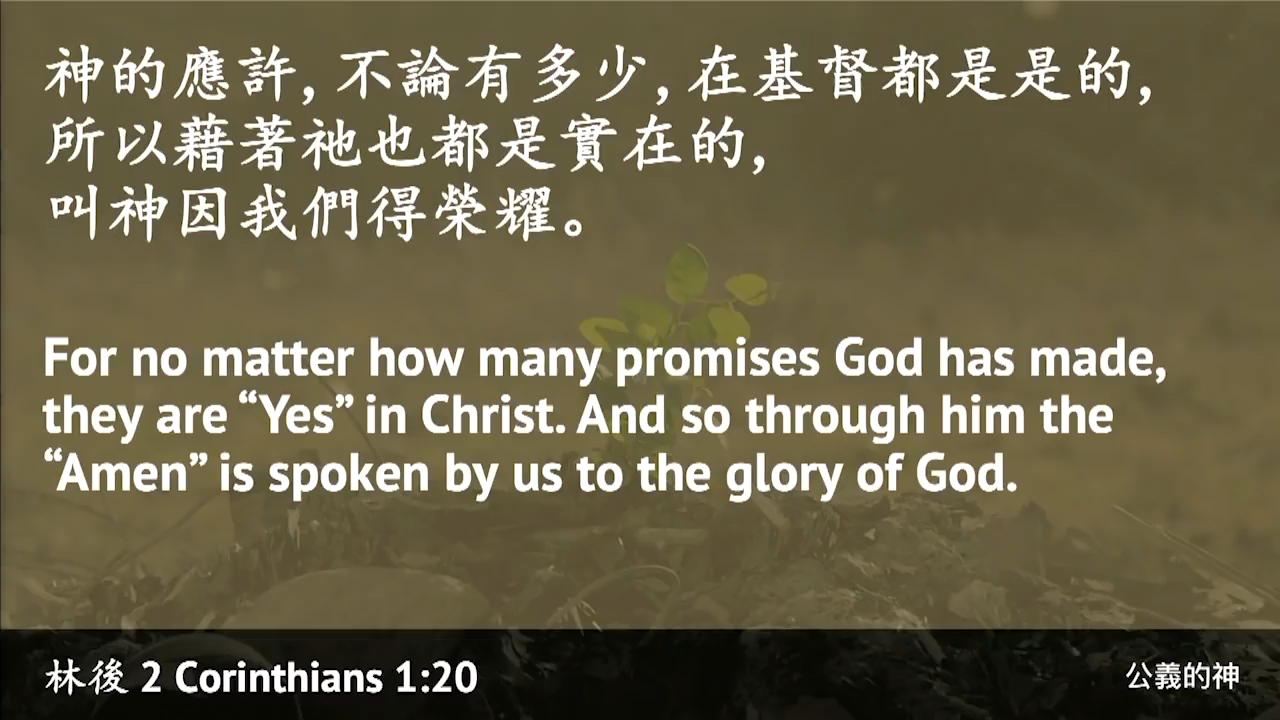 神的應許, 不論有多少, 在基督都是是的,
所以藉著祂也都是實在的,
叫神因我們得榮耀。
For no matter how many promises God has made,
they are “Yes” in Christ. And so through him the
“Amen” is spoken by us to the glory of God.
林後 2 Corinthians 1:20
公義的神